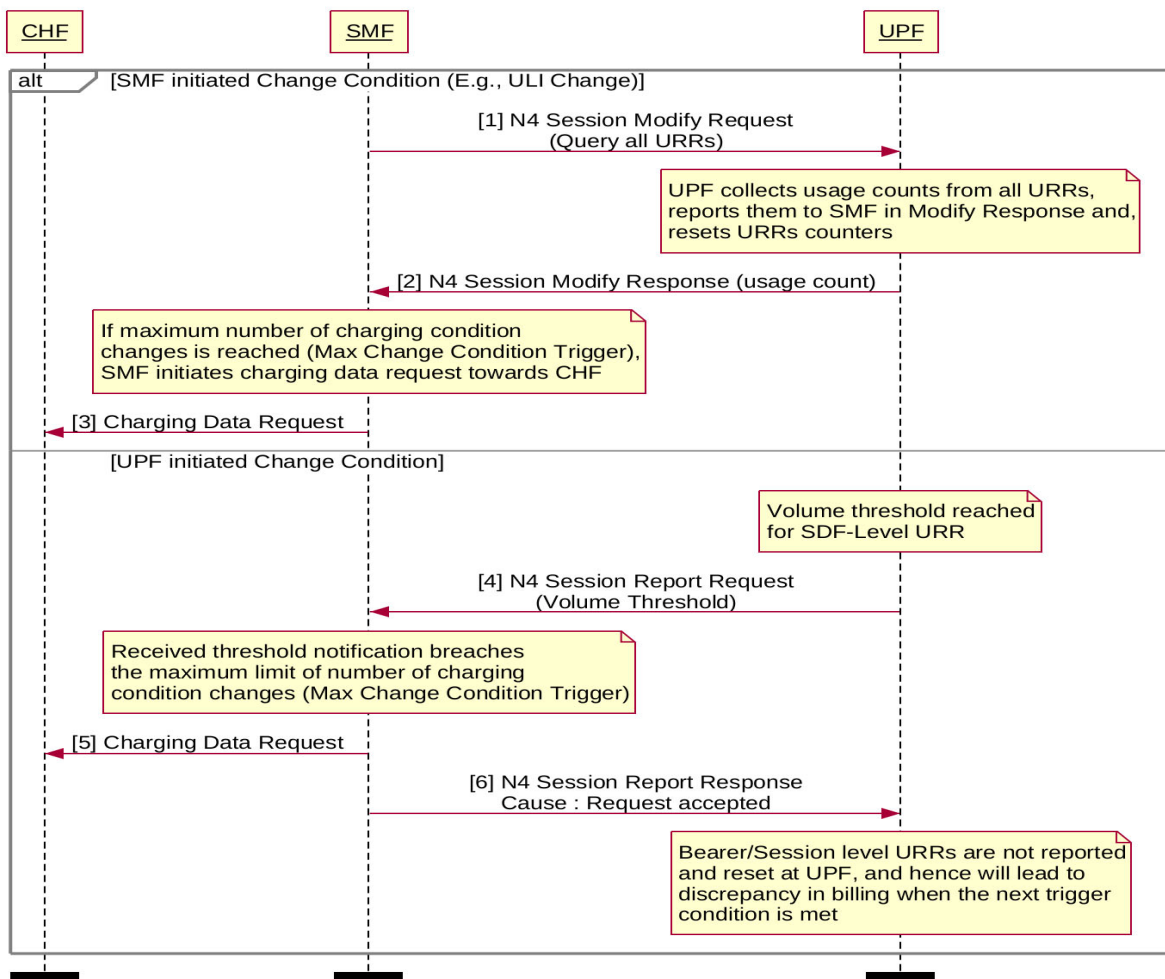 CHF
SMF
UPF
alt
[SMF initiated Change Condition (E.g., ULI Change)]
[1] N4 Session Modify Request
(Query all URRs)
UPF collects usage counts from all URRs,
reports them to SMF in Modify Response and,
resets URRs counters
[2] N4 Session Modify Response (usage count)
If maximum number of charging condition
changes is reached (Max Change Condition Trigger),
SMF initiates charging data request towards CHF
[3] Charging Data Request
[UPF initiated Change Condition]
Volume threshold reached
for SDF-Level URR
[4] N4 Session Report Request
(Volume Threshold)
Received threshold notification breaches
the maximum limit of number of charging
condition changes (Max Change Condition Trigger)
[5] Charging Data Request
[6] N4 Session Report Response
Cause : Request accepted
Bearer/Session level URRs are not reported
and reset at UPF, and hence will lead to
discrepancy in billing when the next trigger
condition is met